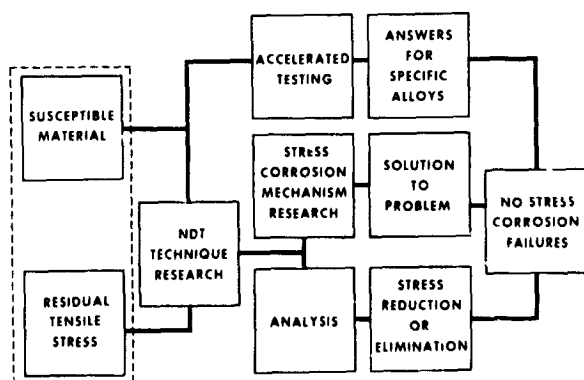 SUSCEPTIBLE
MATERIAL
RESIDUAL
TENSILE
STRESS
NDT
TECHNIQUE
RESEARCH
ACCELERATED
TESTING
STRESS
CORROSION
MECHANISM
RESEARCH
ANALYSIS
ANSWERS
FOR
SPECIFIC
ALLOYS
SOLUTION
TO
PROBLEM
STRESS
REDUCTION
OR
ELIMINATION
NO STRESS
CORROSION
FAILURES